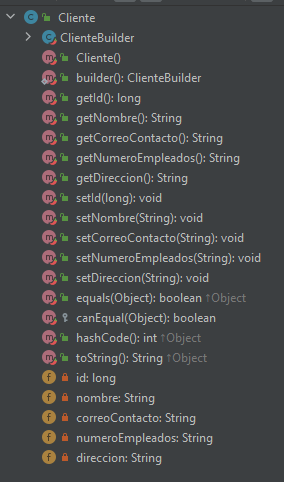 Cliente
ClienteBuilder
Cliente()
builder(): ClienteBuilder
getId(): long
getNombre(): String
getCorreoContacto(): String
getNumeroEmpleados(): String
getDireccion(): String
setId(long): void
setNombre(String): void
setCorreoContacto(String): void
setNumeroEmpleados(String): void
setDireccion(String): void
equals(Object): boolean ↑Object
canEqual(Object): boolean
hashCode(): int ↑Object
toString(): String ↑Object
id: long
nombre: String
correoContacto: String
numeroEmpleados: String
direccion: String